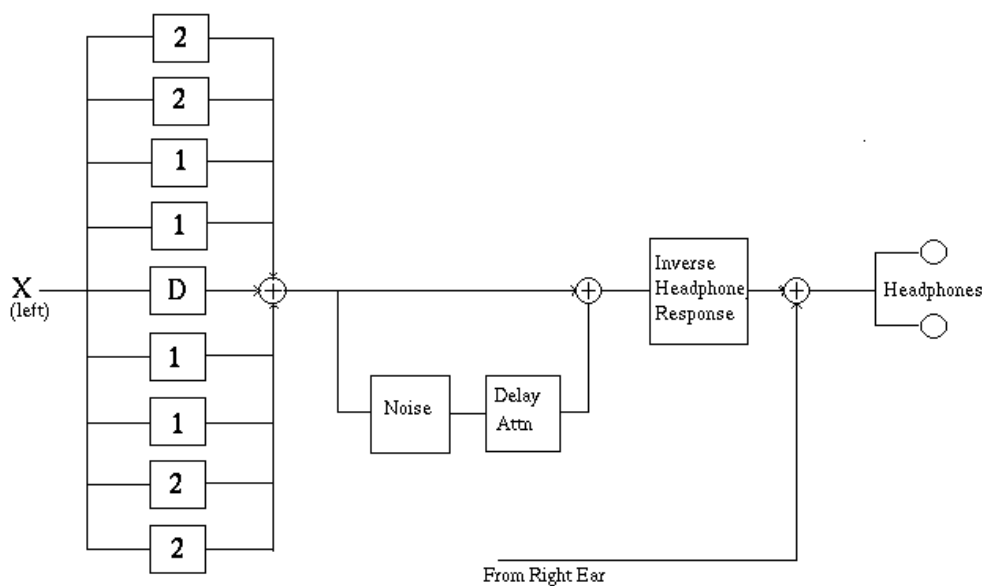 2
2
1
1
X
(left)
D
1
1
2
2
Noise
Delay
Attn
Inverse
Headphone
Response
Headphones
From Right Ear